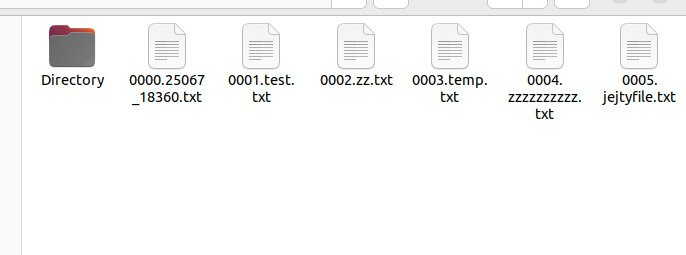 Directory
0000.25067
_18360.txt
0001.test.
txt
0002.zz.txt
0003.temp.
txt
0004.
zzzzzzzzzz.
txt
0005.
jejtyfile.txt